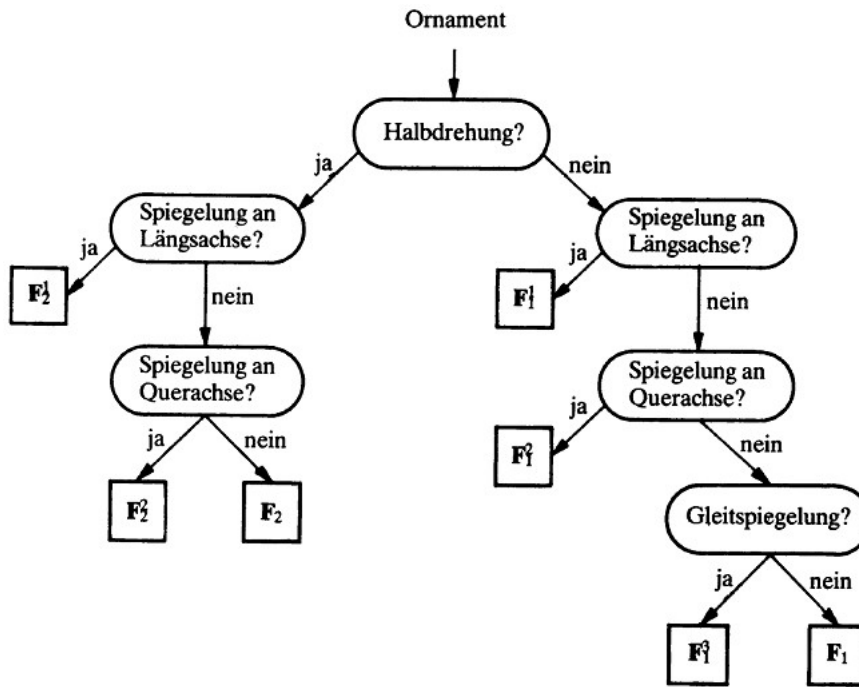 Ornament
Halbdrehung?
ja
nein
Spiegelung an
Längsachse?
Spiegelung an
Längsachse?
ja
nein
ja
nein
𝔽₂¹
𝔽₁¹
Spiegelung an
Querachse?
Spiegelung an
Querachse?
ja
nein
ja
nein
𝔽₂²
𝔽₂
𝔽₁²
Gleitspiegelung?
ja
nein
𝔽₁³
𝔽₁